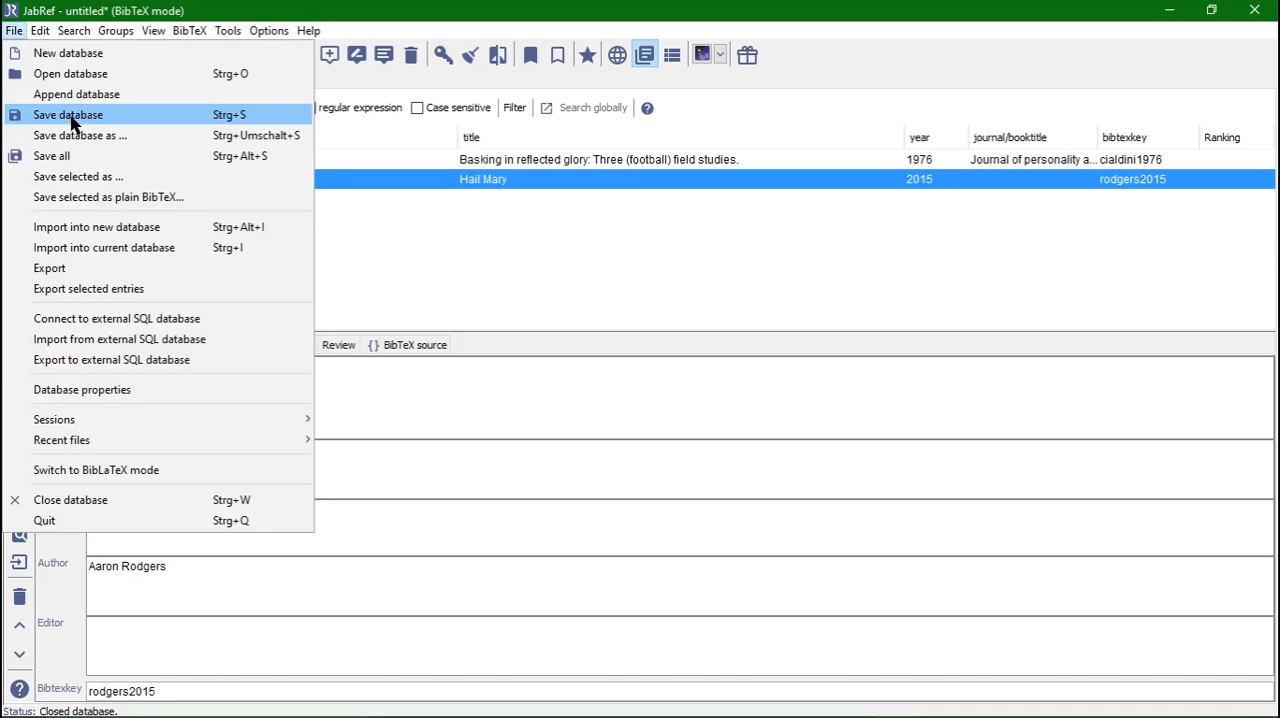 JabRef - untitled* (BibTeX mode)
File Edit Search Groups View BibTeX Tools Options Help
New database
Open database Strg+O
Append database
Save database Strg+S
Save database as ... Strg+Umschalt+S
Save all Strg+Alt+S
Save selected as ...
Save selected as plain BibTeX...
Import into new database Strg+Alt+I
Import into current database Strg+I
Export
Export selected entries
Connect to external SQL database
Import from external SQL database
Export to external SQL database
Database properties
Sessions
Recent files
Switch to BibLaTeX mode
Close database Strg+W
Quit Strg+Q
regular expression Case sensitive Filter Search globally
title year journal/booktitle bibtexkey Ranking
Basking in reflected glory: Three (football) field studies. 1976 Journal of personality a... cialdini1976
Hail Mary 2015 rodgers2015
Review {} BibTeX source
Author Aaron Rodgers
Editor
Bibtexkey rodgers2015
Status: Closed database.